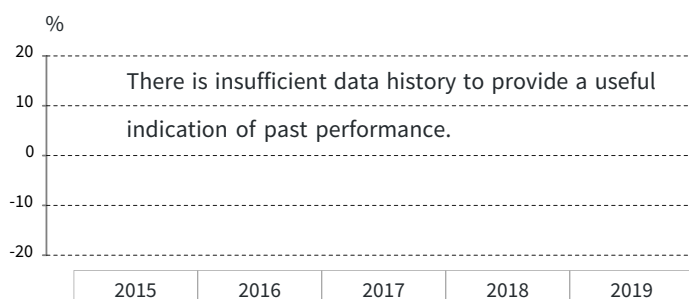 %
20
There is insufficient data history to provide a useful
10
indication of past performance.
0
-10
-20
2015 2016 2017 2018 2019